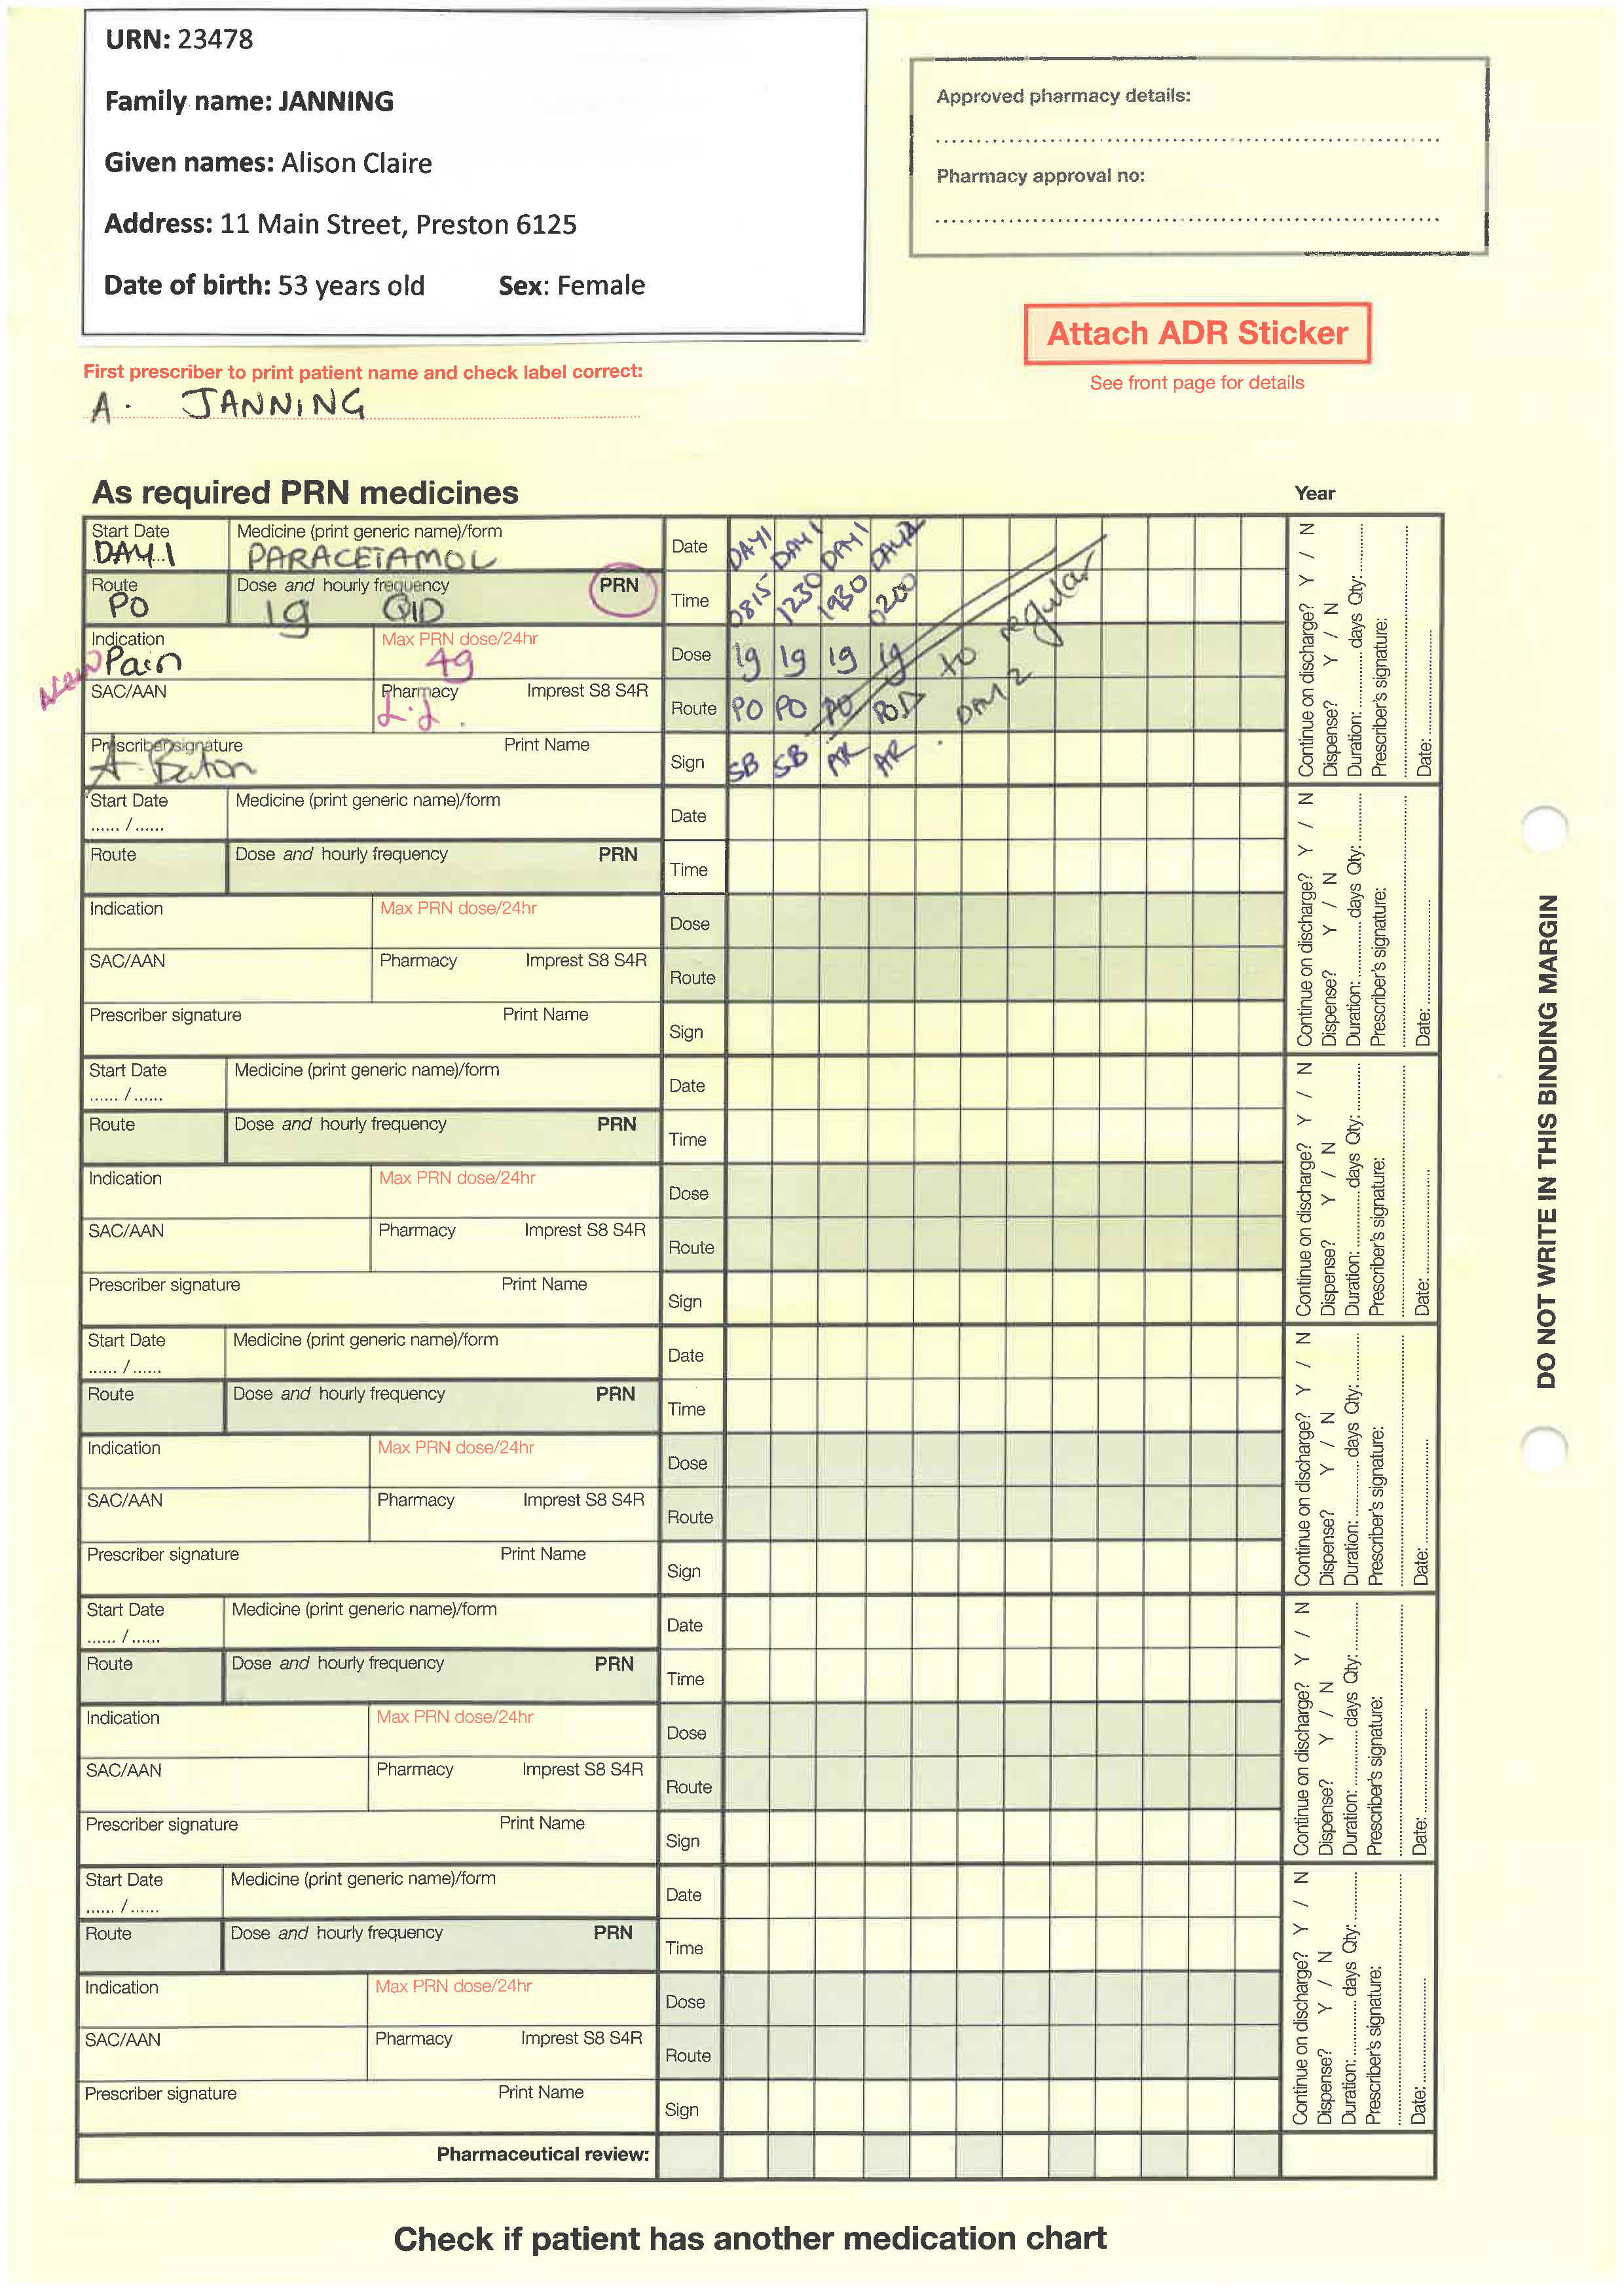 URN: 23478
Family name: JANNING
Given names: Alison Claire
Address: 11 Main Street, Preston 6125
Date of birth: 53 years old Sex: Female
Approved pharmacy details:
Pharmacy approval no:
Attach ADR Sticker
See front page for details
First prescriber to print patient name and check label correct:
A. JANNING
As required PRN medicines
Year
Start Date Medicine (print generic name)/form
DAY 1 PARACETAMOL
Date DAY1 DAY1 DAY1 DAY2
Route Dose and hourly frequency PRN
PO 1g QID
Time 0815 1230 1930 0200
Indication Max PRN dose/24hr
New Pain 4g
Dose 1g 1g 1g 1g
SAC/AAN Pharmacy Imprest S8 S4R
Route PO PO PO PO
to regular
DAY 2
Prescriber signature Print Name
Sign SB SB AR AR
Continue on discharge? Y / N
Dispense? Y / N
Duration: ............ days Qty: ............
Prescriber's signature:
Date: ............
Start Date Medicine (print generic name)/form
...... / ......
Date
Route Dose and hourly frequency PRN
Time
Indication Max PRN dose/24hr
Dose
SAC/AAN Pharmacy Imprest S8 S4R
Route
Prescriber signature Print Name
Sign
Continue on discharge? Y / N
Dispense? Y / N
Duration: ............ days Qty: ............
Prescriber's signature:
Date: ............
Start Date Medicine (print generic name)/form
...... / ......
Date
Route Dose and hourly frequency PRN
Time
Indication Max PRN dose/24hr
Dose
SAC/AAN Pharmacy Imprest S8 S4R
Route
Prescriber signature Print Name
Sign
Continue on discharge? Y / N
Dispense? Y / N
Duration: ............ days Qty: ............
Prescriber's signature:
Date: ............
Start Date Medicine (print generic name)/form
...... / ......
Date
Route Dose and hourly frequency PRN
Time
Indication Max PRN dose/24hr
Dose
SAC/AAN Pharmacy Imprest S8 S4R
Route
Prescriber signature Print Name
Sign
Continue on discharge? Y / N
Dispense? Y / N
Duration: ............ days Qty: ............
Prescriber's signature:
Date: ............
Start Date Medicine (print generic name)/form
...... / ......
Date
Route Dose and hourly frequency PRN
Time
Indication Max PRN dose/24hr
Dose
SAC/AAN Pharmacy Imprest S8 S4R
Route
Prescriber signature Print Name
Sign
Continue on discharge? Y / N
Dispense? Y / N
Duration: ............ days Qty: ............
Prescriber's signature:
Date: ............
Start Date Medicine (print generic name)/form
...... / ......
Date
Route Dose and hourly frequency PRN
Time
Indication Max PRN dose/24hr
Dose
SAC/AAN Pharmacy Imprest S8 S4R
Route
Prescriber signature Print Name
Sign
Continue on discharge? Y / N
Dispense? Y / N
Duration: ............ days Qty: ............
Prescriber's signature:
Date: ............
Pharmaceutical review:
Check if patient has another medication chart
DO NOT WRITE IN THIS BINDING MARGIN